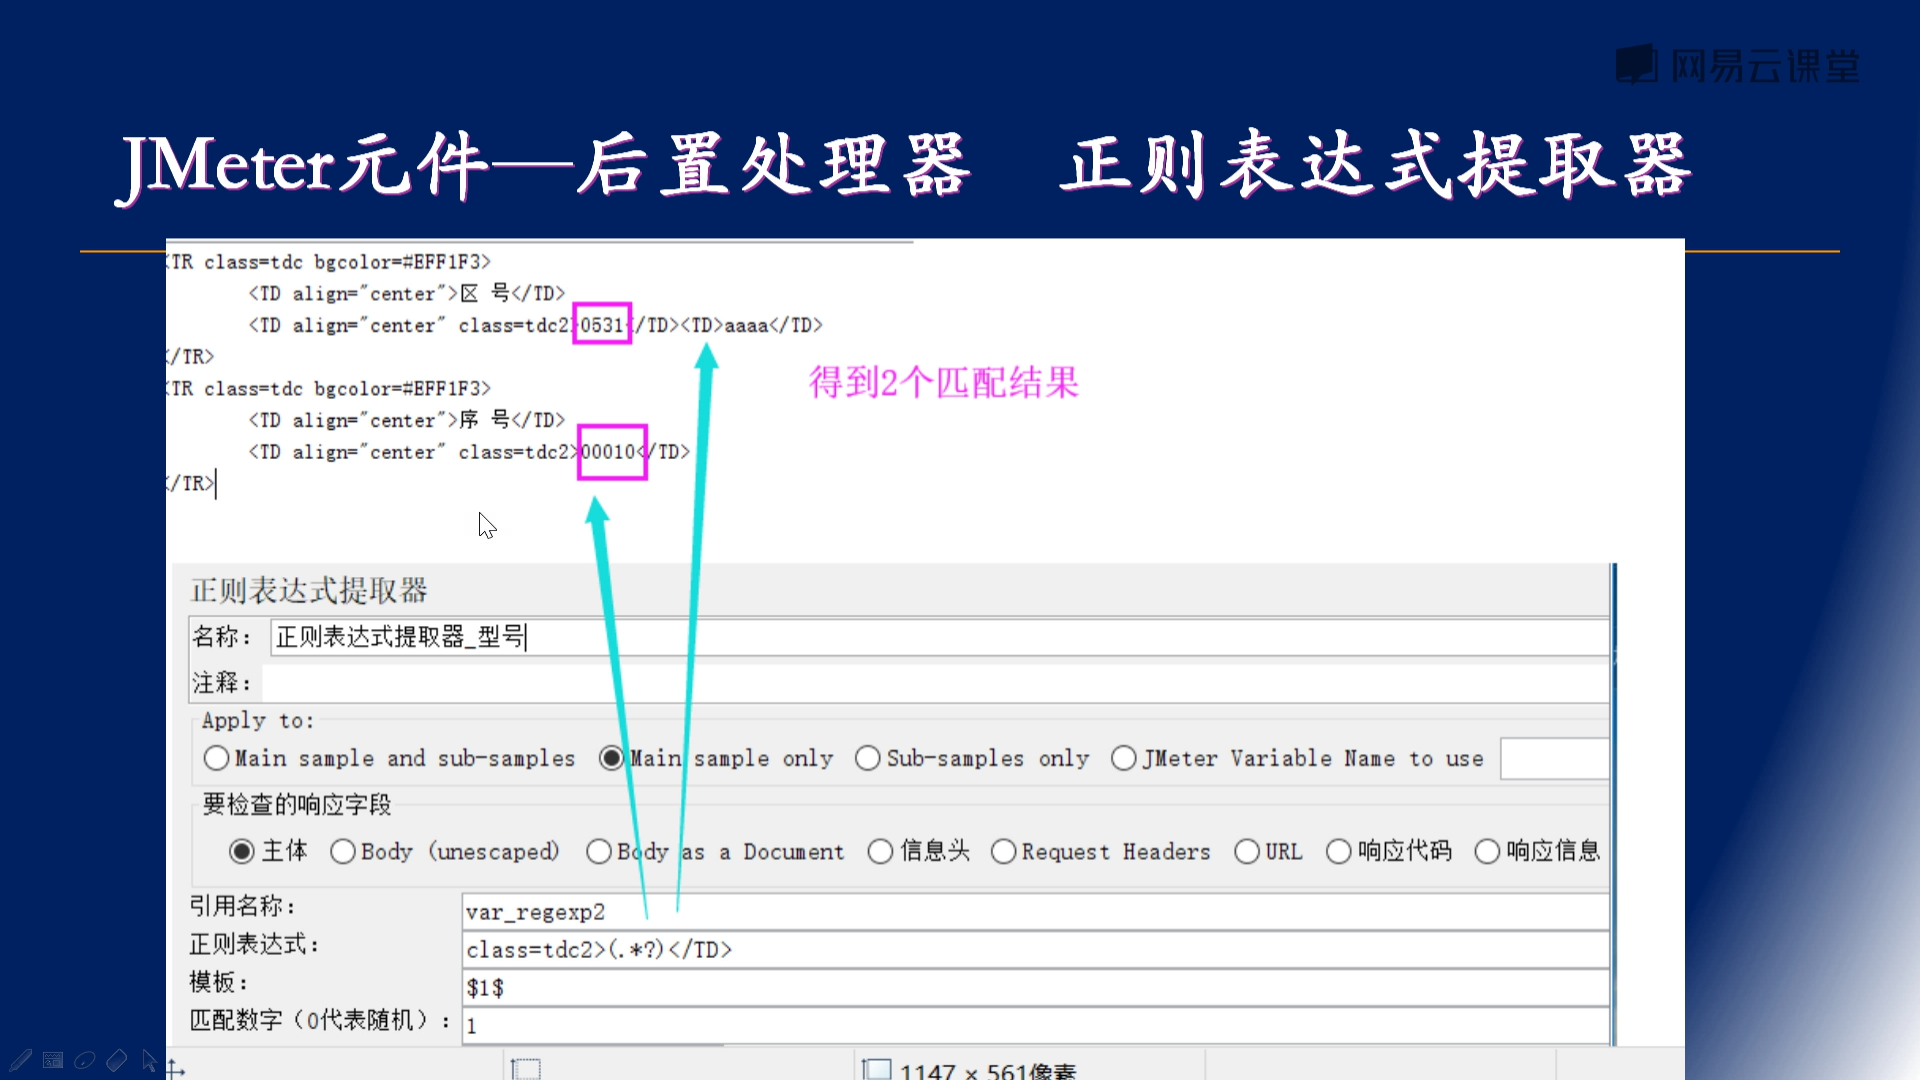 网易云课堂
JMeter元件—后置处理器 正则表达式提取器
<TR class=tdc bgcolor=#EFF1F3>
<TD align="center">区 号</TD>
<TD align="center" class=tdc2>0531</TD><TD>aaaa</TD>
</TR>
得到2个匹配结果
<TR class=tdc bgcolor=#EFF1F3>
<TD align="center">序 号</TD>
<TD align="center" class=tdc2>00010</TD>
</TR>
正则表达式提取器
名称： 正则表达式提取器_型号
注释：
Apply to:
Main sample and sub-samples Main sample only Sub-samples only JMeter Variable Name to use
要检查的响应字段
主体 Body (unescaped) Body as a Document 信息头 Request Headers URL 响应代码 响应信息
引用名称： var_regexp2
正则表达式： class=tdc2>(.*?)</TD>
模板： $1$
匹配数字（0代表随机）： 1
1147 × 561像素